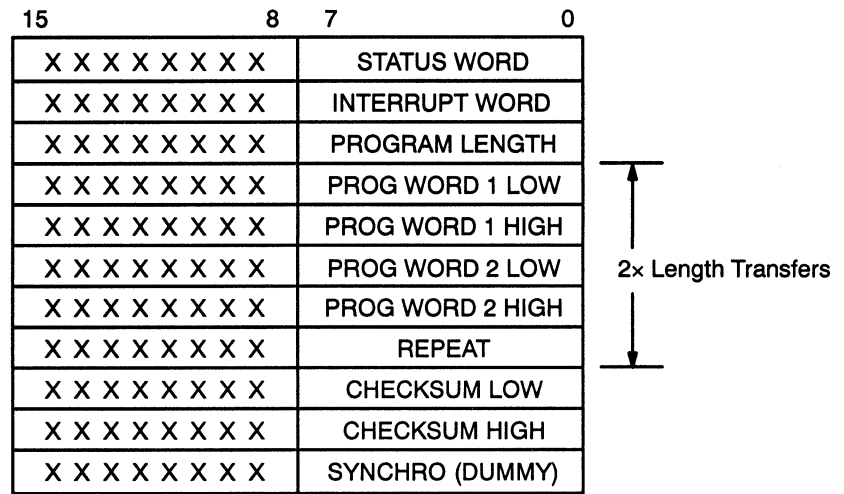 15 8 7 0
X X X X X X X X STATUS WORD
X X X X X X X X INTERRUPT WORD
X X X X X X X X PROGRAM LENGTH
X X X X X X X X PROG WORD 1 LOW
X X X X X X X X PROG WORD 1 HIGH
X X X X X X X X PROG WORD 2 LOW
2× Length Transfers
X X X X X X X X PROG WORD 2 HIGH
X X X X X X X X REPEAT
X X X X X X X X CHECKSUM LOW
X X X X X X X X CHECKSUM HIGH
X X X X X X X X SYNCHRO (DUMMY)